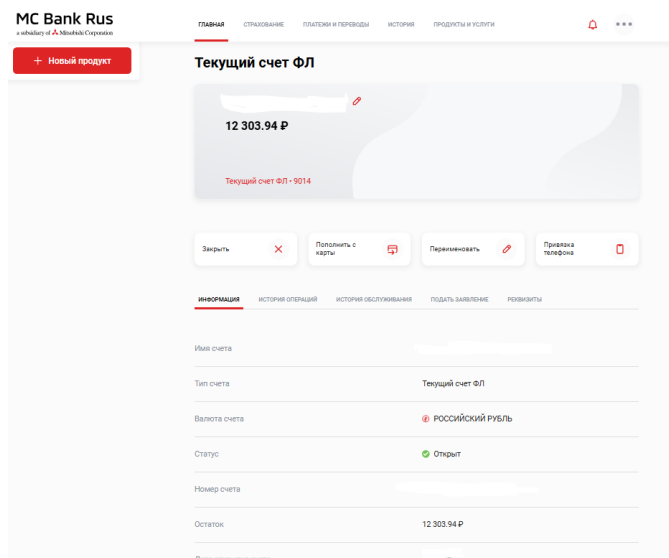 MC Bank Rus
a subsidiary of Mitsubishi Corporation
ГЛАВНАЯ СТРАХОВАНИЕ ПЛАТЕЖИ И ПЕРЕВОДЫ ИСТОРИЯ ПРОДУКТЫ И УСЛУГИ
+ Новый продукт
Текущий счет ФЛ
12 303.94 ₽
Текущий счет ФЛ • 9014
Закрыть
Пополнить с карты
Переименовать
Привязка телефона
ИНФОРМАЦИЯ ИСТОРИЯ ОПЕРАЦИЙ ИСТОРИЯ ОБСЛУЖИВАНИЯ ПОДАТЬ ЗАЯВЛЕНИЕ РЕКВИЗИТЫ
Имя счета
Тип счета Текущий счет ФЛ
Валюта счета РОССИЙСКИЙ РУБЛЬ
Статус Открыт
Номер счета
Остаток 12 303.94 ₽